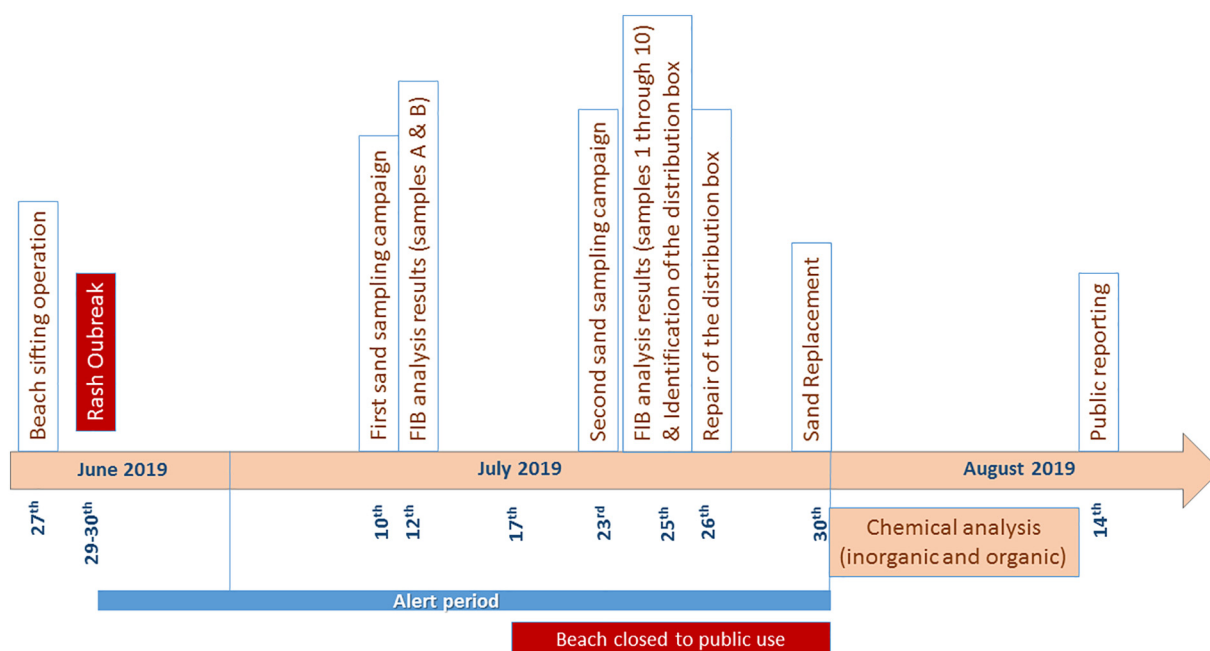 Beach sifting operation
Rash Oubreak
First sand sampling campaign
FIB analysis results (samples A & B)
Second sand sampling campaign
FIB analysis results (samples 1 through 10)
& Identification of the distribution box
Repair of the distribution box
Sand Replacement
Public reporting
June 2019
July 2019
August 2019
27th
29-30th
10th
12th
17th
23rd
25th
26th
30th
14th
Chemical analysis
(inorganic and organic)
Alert period
Beach closed to public use